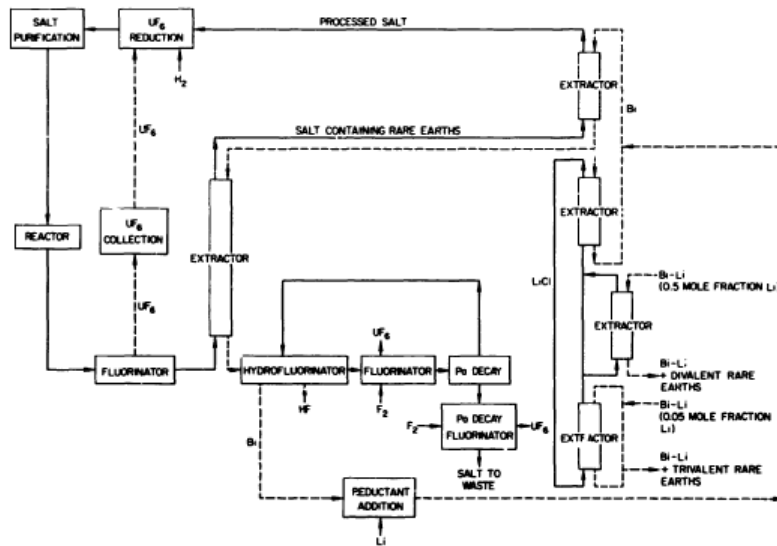 SALT
PURIFICATION
UF6
REDUCTION
PROCESSED SALT
H2
EXTRACTOR
Bi
UF6
SALT CONTAINING RARE EARTHS
REACTOR
UF6
COLLECTION
EXTRACTOR
EXTRACTOR
LiCl
UF6
Bi-Li
(0.5 MOLE FRACTION Li)
EXTRACTOR
UF6
FLUORINATOR
HYDROFLUORINATOR
FLUORINATOR
Pa DECAY
Bi-Li
+ DIVALENT RARE
EARTHS
HF
F2
F2
Pa DECAY
FLUORINATOR
UF6
Bi-Li
(0.05 MOLE FRACTION
Li)
EXTRACTOR
Bi
SALT TO
WASTE
Bi-Li
+ TRIVALENT RARE
EARTHS
REDUCTANT
ADDITION
Li